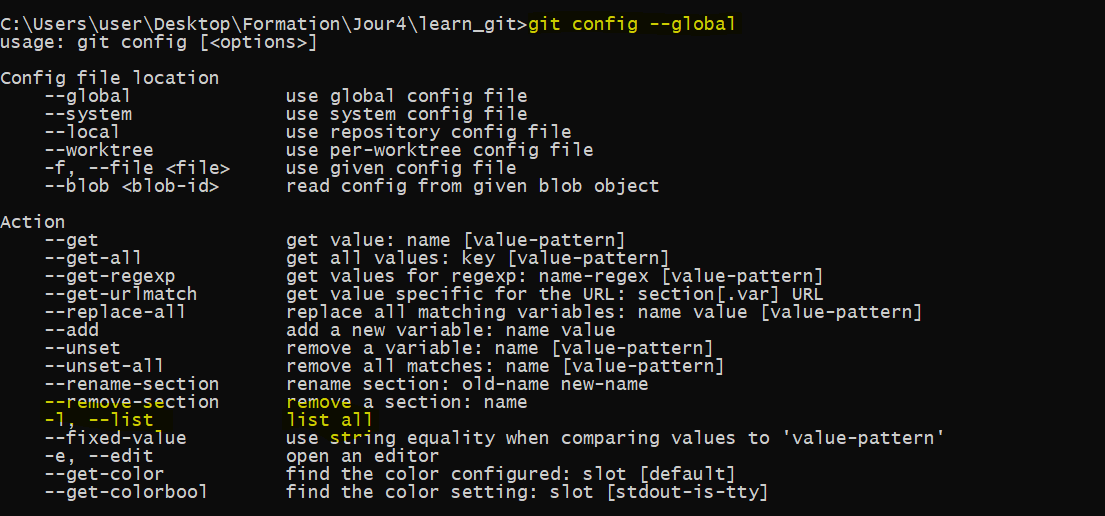 C:\Users\user\Desktop\Formation\Jour4\learn_git>git config --global
usage: git config [<options>]
Config file location
--global use global config file
--system use system config file
--local use repository config file
--worktree use per-worktree config file
-f, --file <file> use given config file
--blob <blob-id> read config from given blob object
Action
--get get value: name [value-pattern]
--get-all get all values: key [value-pattern]
--get-regexp get values for regexp: name-regex [value-pattern]
--get-urlmatch get value specific for the URL: section[.var] URL
--replace-all replace all matching variables: name value [value-pattern]
--add add a new variable: name value
--unset remove a variable: name [value-pattern]
--unset-all remove all matches: name [value-pattern]
--rename-section rename section: old-name new-name
--remove-section remove a section: name
-l, --list list all
--fixed-value use string equality when comparing values to 'value-pattern'
-e, --edit open an editor
--get-color find the color configured: slot [default]
--get-colorbool find the color setting: slot [stdout-is-tty]